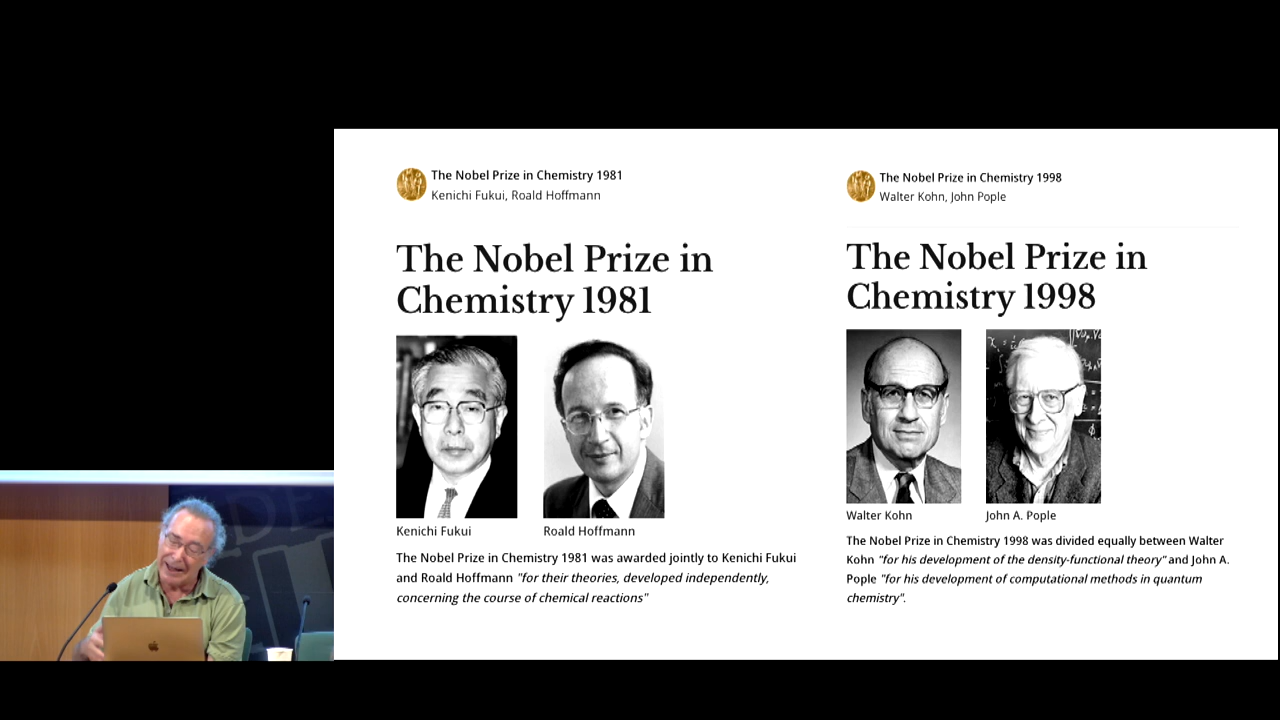 The Nobel Prize in Chemistry 1981
Kenichi Fukui, Roald Hoffmann
The Nobel Prize in
Chemistry 1981
Kenichi Fukui
Roald Hoffmann
The Nobel Prize in Chemistry 1981 was awarded jointly to Kenichi Fukui
and Roald Hoffmann "for their theories, developed independently,
concerning the course of chemical reactions"
The Nobel Prize in Chemistry 1998
Walter Kohn, John Pople
The Nobel Prize in
Chemistry 1998
Walter Kohn
John A. Pople
The Nobel Prize in Chemistry 1998 was divided equally between Walter
Kohn "for his development of the density-functional theory" and John A.
Pople "for his development of computational methods in quantum
chemistry".